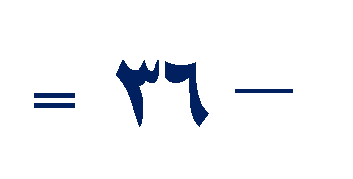 — ٣٦ =